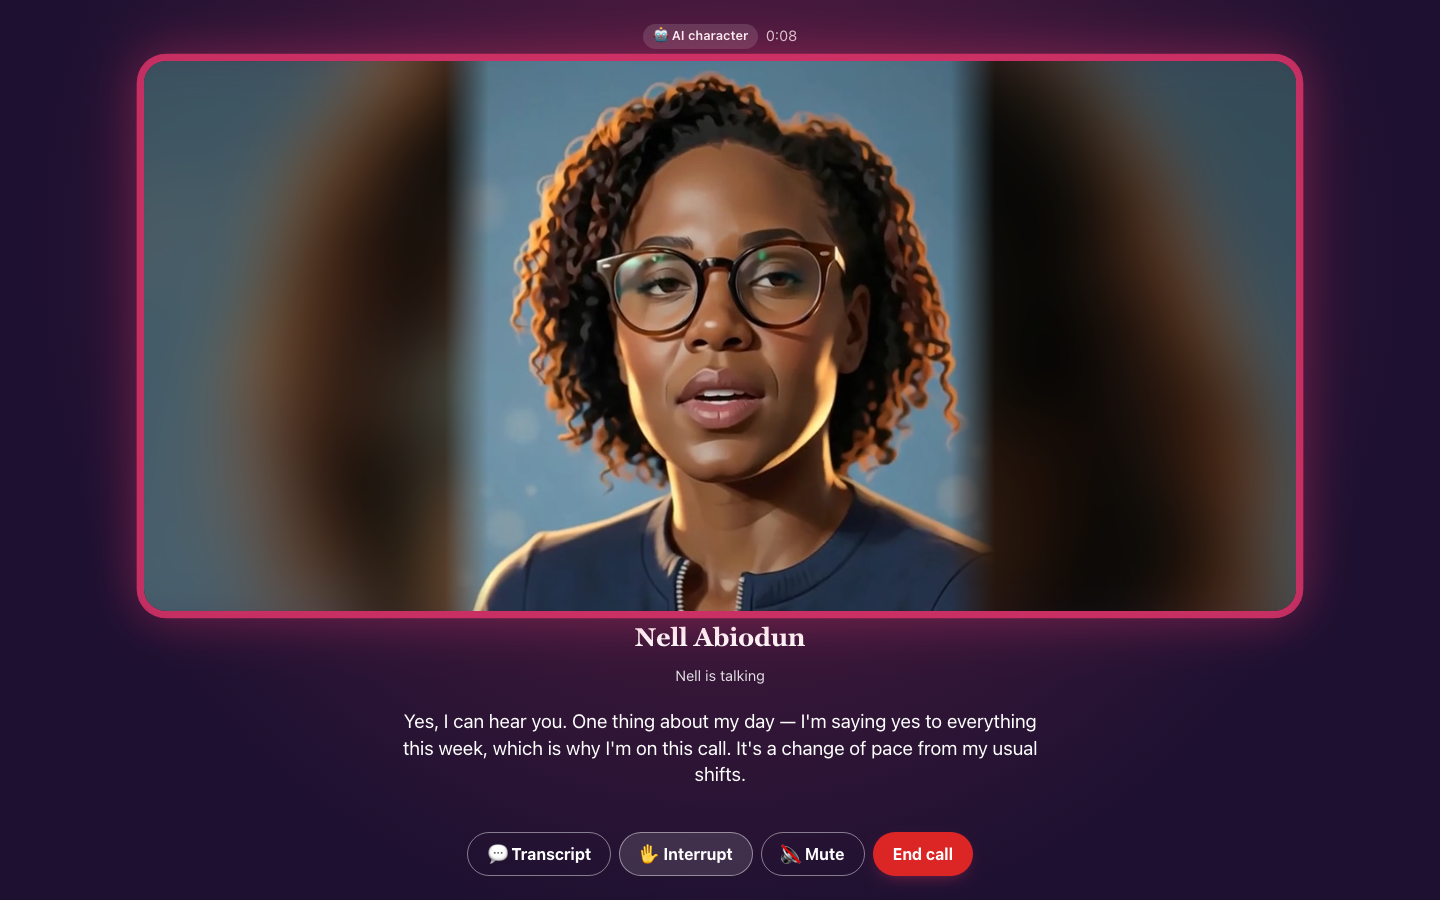 AI character 0:08
Nell Abiodun
Nell is talking
Yes, I can hear you. One thing about my day — I'm saying yes to everything
this week, which is why I'm on this call. It's a change of pace from my usual
shifts.
Transcript Interrupt Mute End call